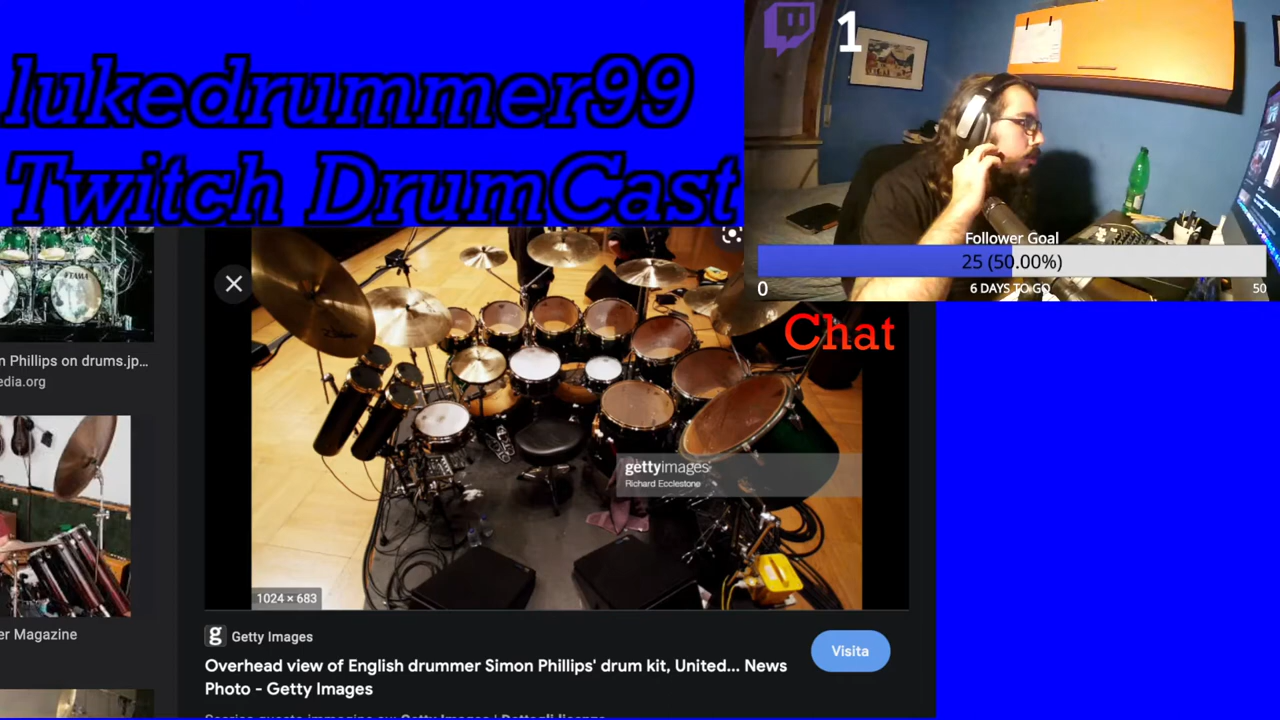 lukedrummer99
Twitch DrumCast
1
Follower Goal
25 (50.00%)
0
6 DAYS TO GO
50
Chat
TAMA
n Phillips on drums.jp...
edia.org
gettyimages
Richard Ecclestone
1024 × 683
er Magazine
Getty Images
Visita
Overhead view of English drummer Simon Phillips' drum kit, United... News
Photo - Getty Images